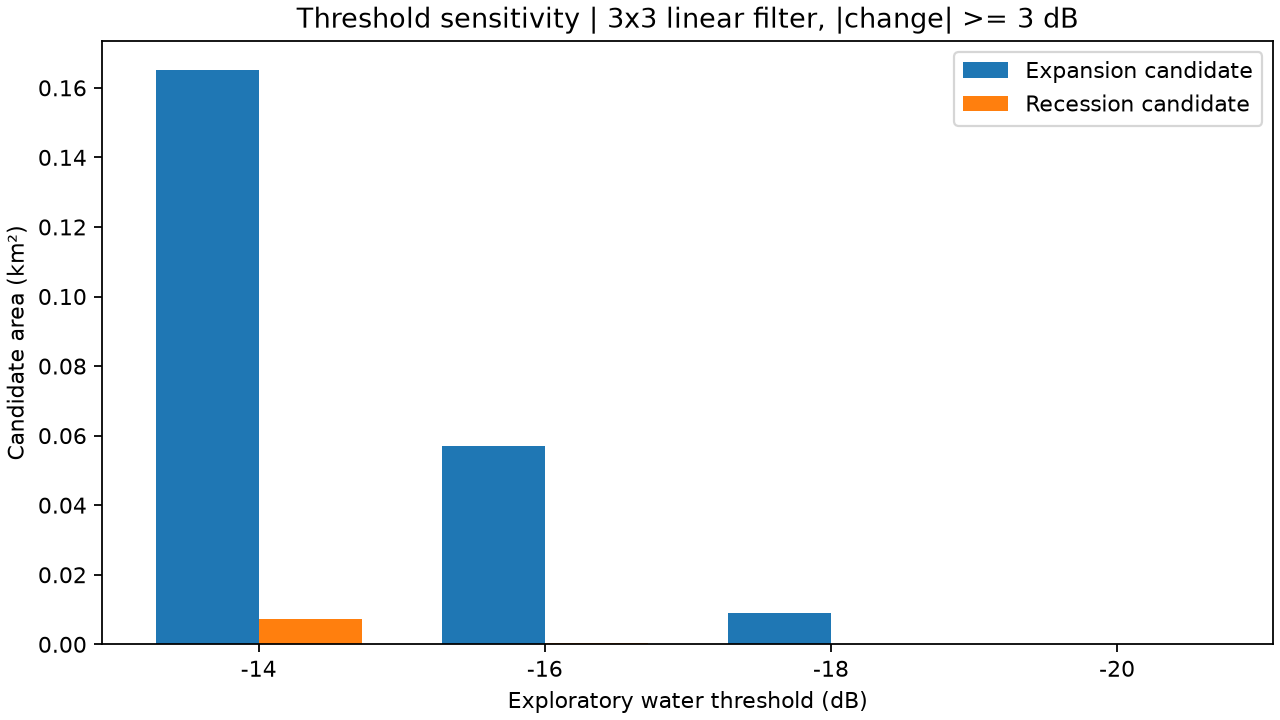 Threshold sensitivity | 3x3 linear filter, |change| >= 3 dB
Expansion candidate
Recession candidate
Candidate area (km²)
0.16
0.14
0.12
0.10
0.08
0.06
0.04
0.02
0.00
-14 -16 -18 -20
Exploratory water threshold (dB)